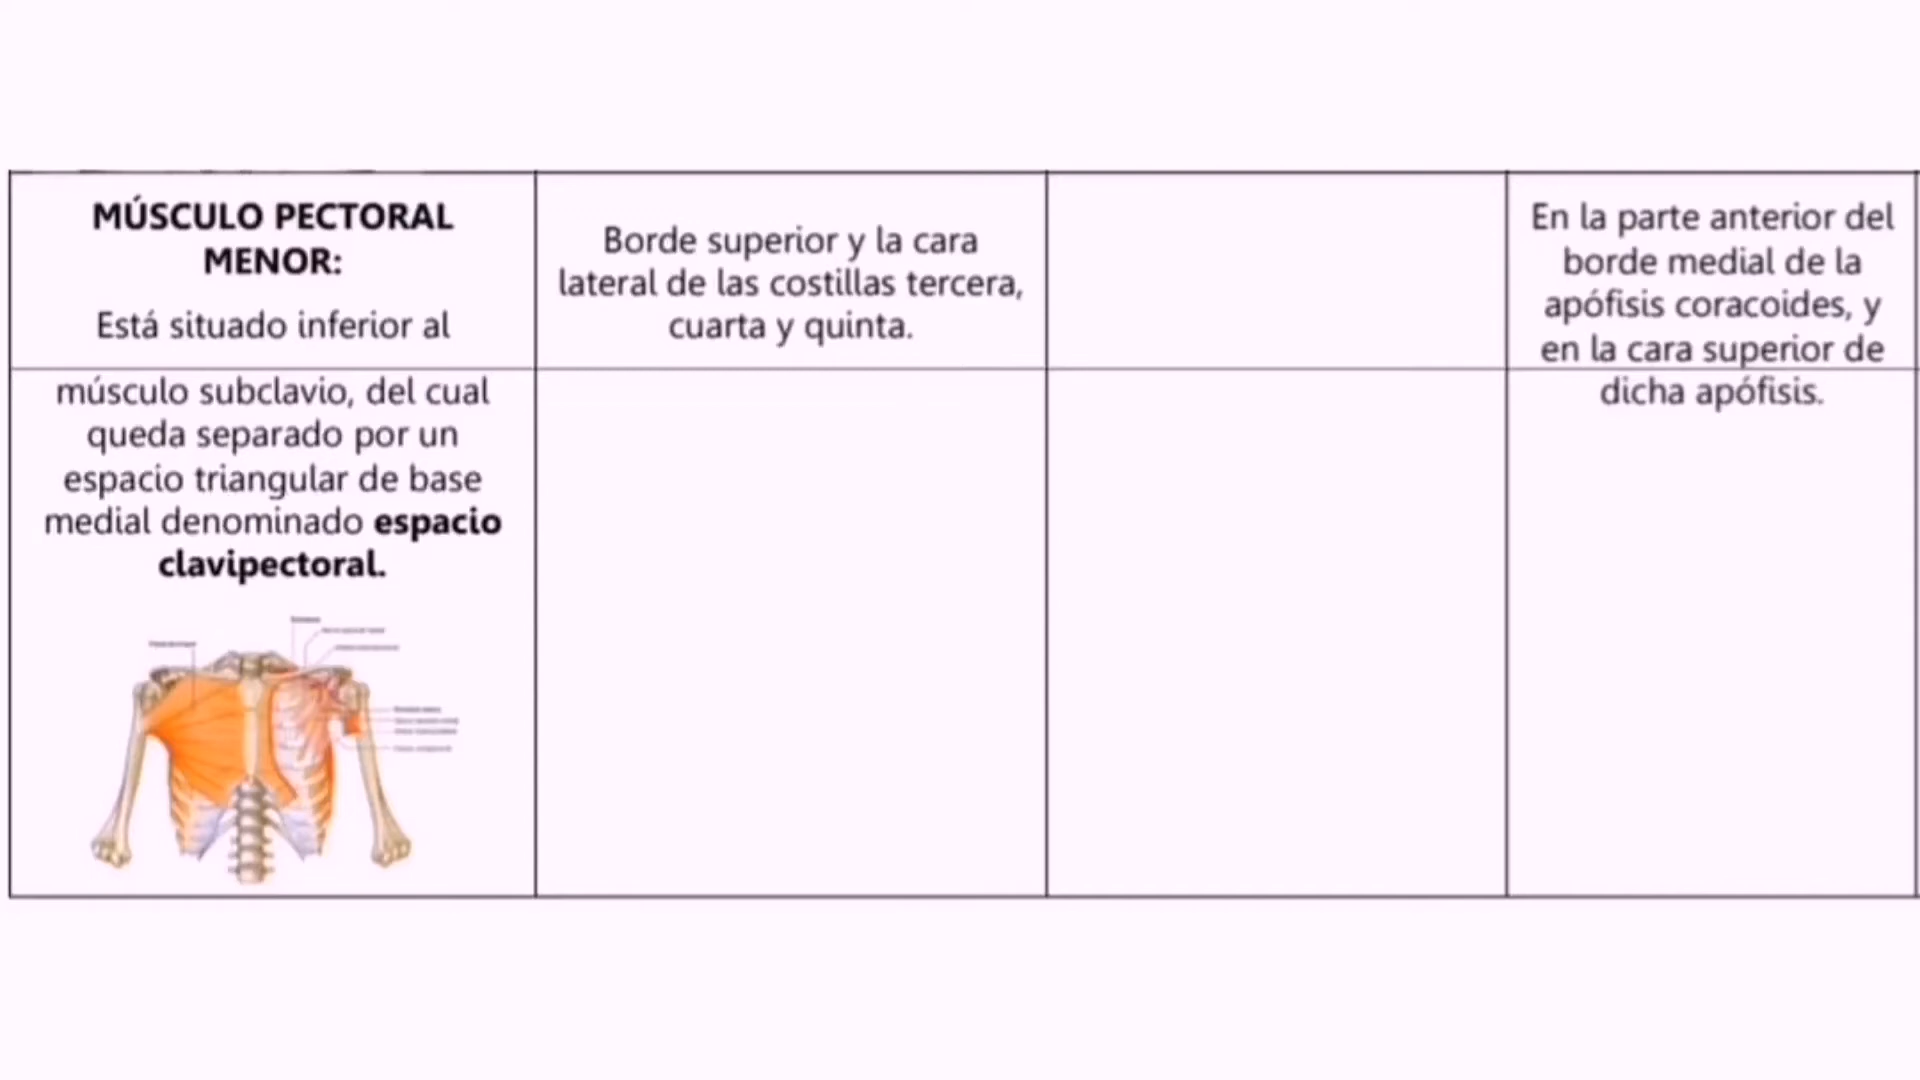 MÚSCULO PECTORAL
MENOR:
Está situado inferior al
músculo subclavio, del cual
queda separado por un
espacio triangular de base
medial denominado espacio
clavipectoral.
Borde superior y la cara
lateral de las costillas tercera,
cuarta y quinta.
En la parte anterior del
borde medial de la
apófisis coracoides, y
en la cara superior de
dicha apófisis.